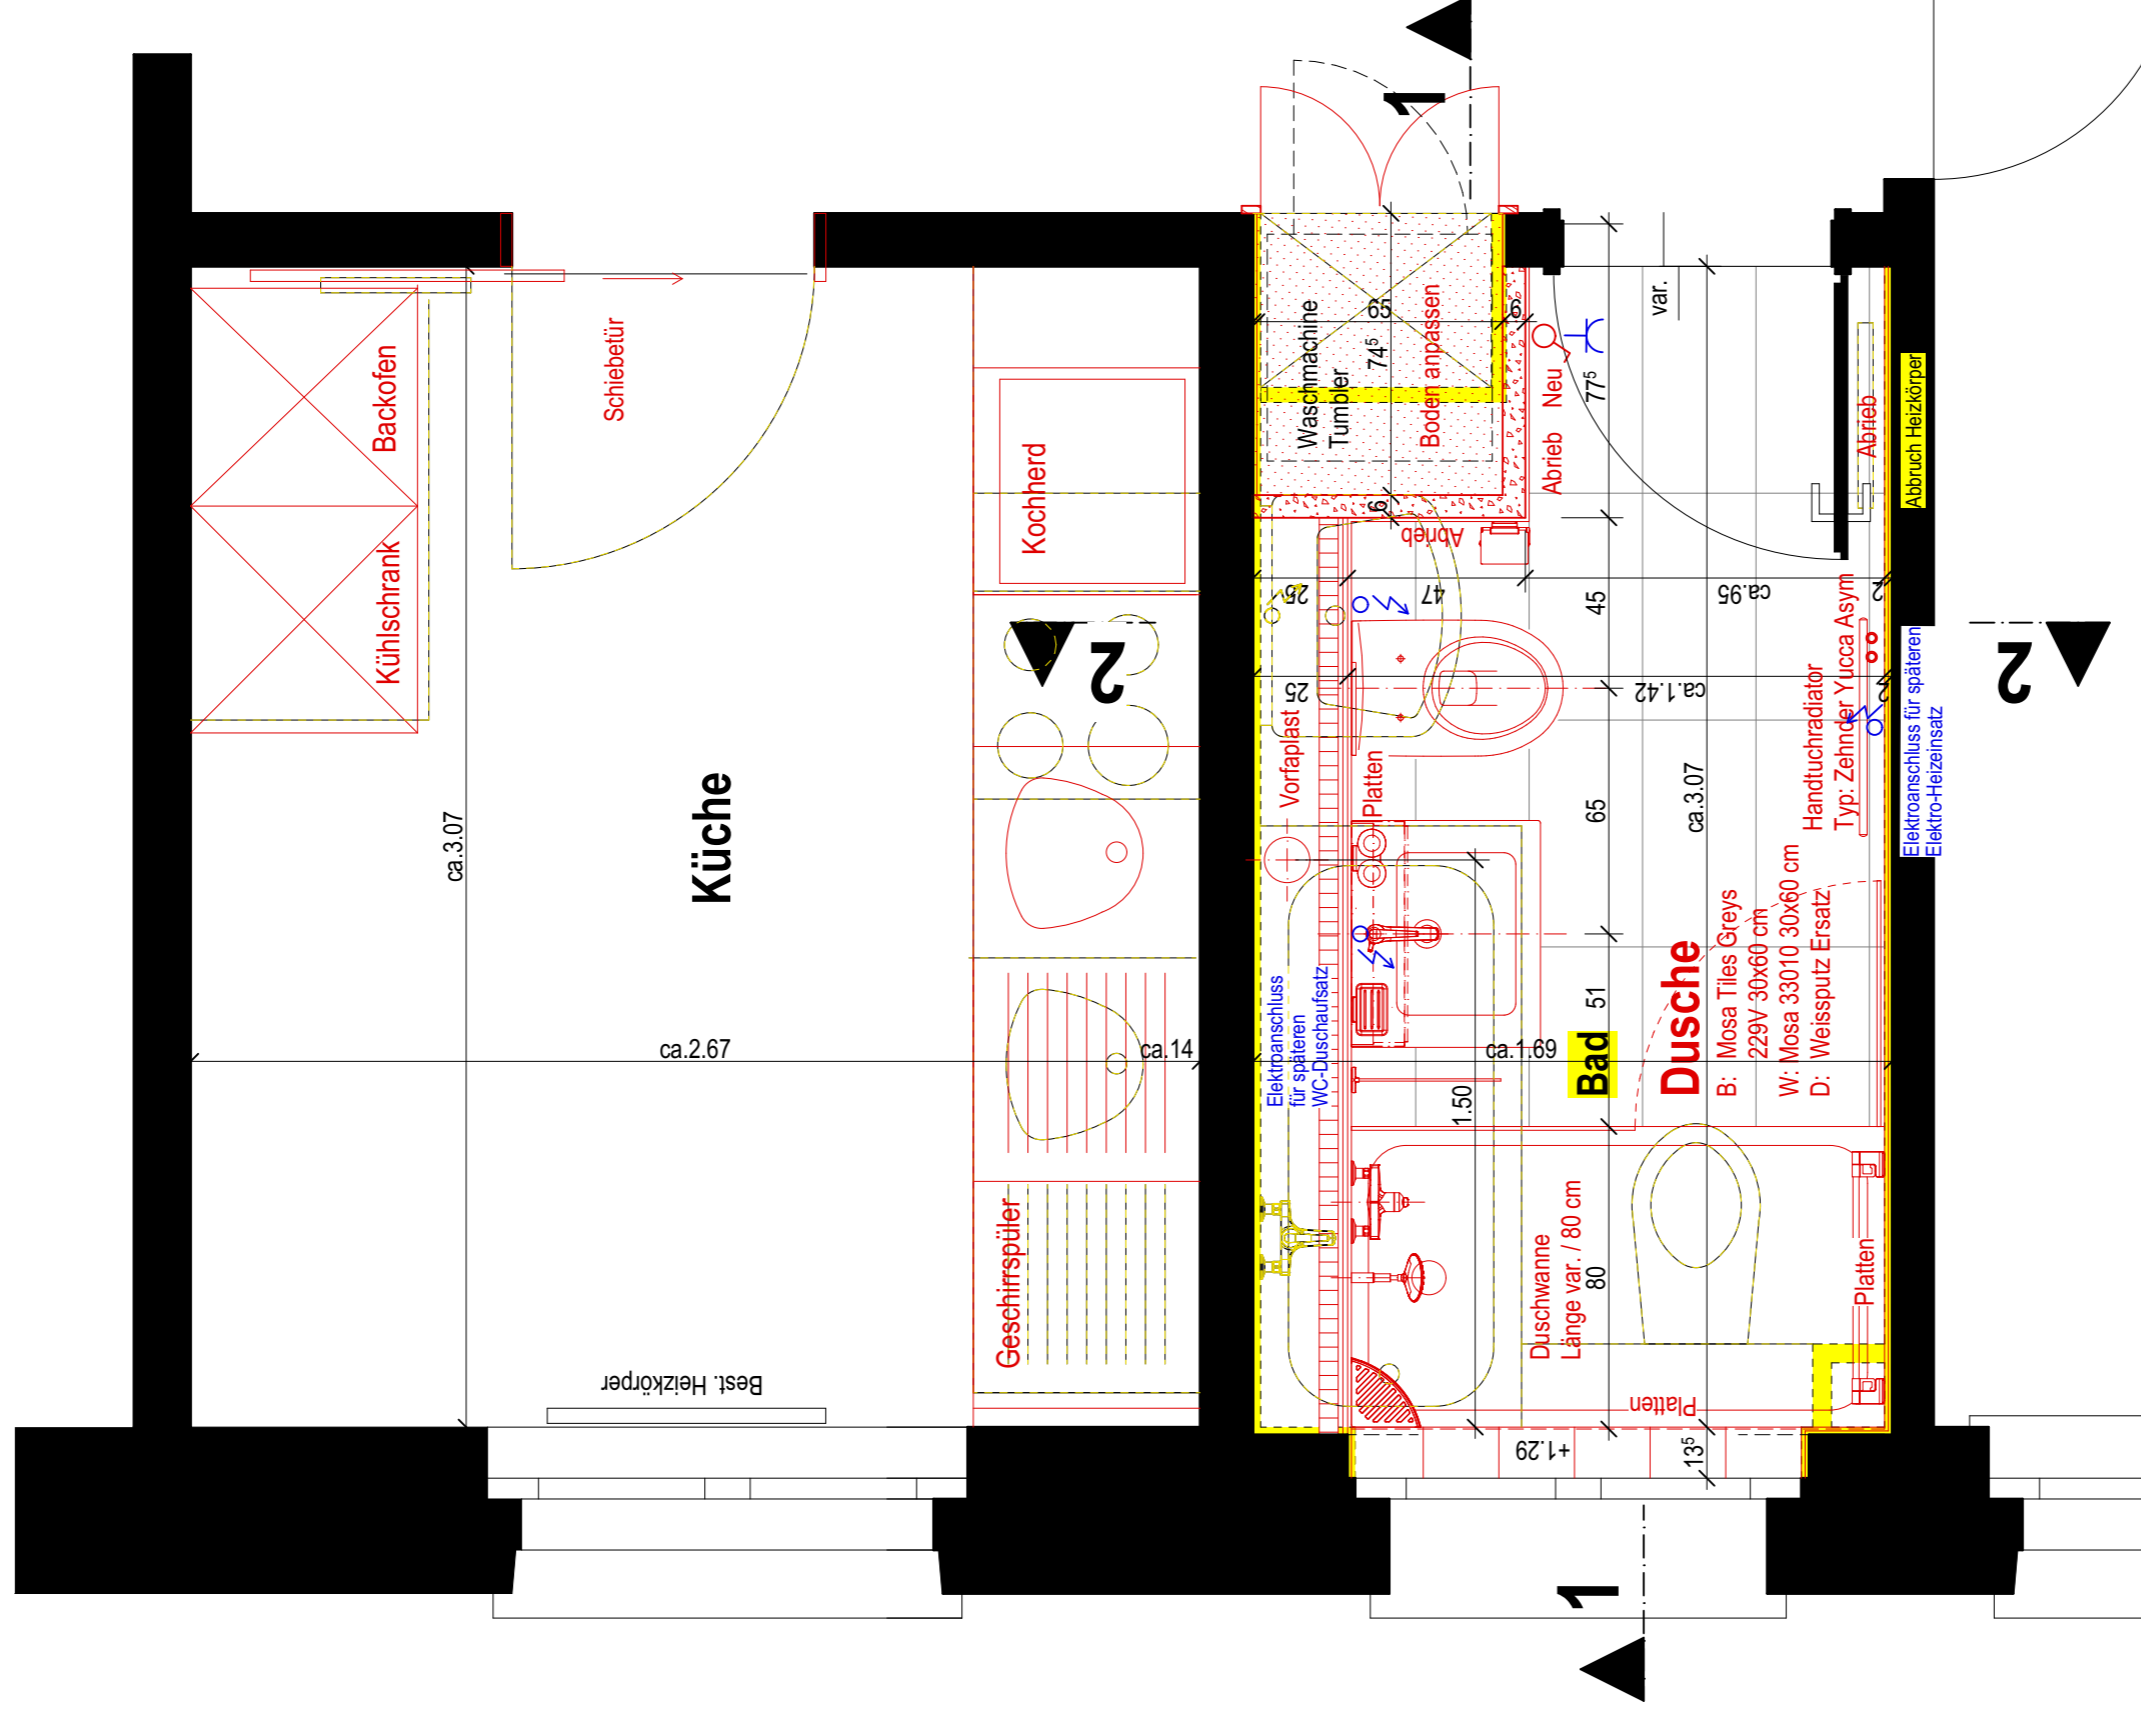 Backofen
Kühlschrank
Schiebetür
Küche
ca.3.07
ca.2.67
ca.14
Best. Heizkörper
Kochherd
Geschirrspüler
2
1
Waschmachine
Tumbler
Boden anpassen
65
9
74⁵
6
Abrieb
Neu
Abrieb
77⁵
var.
Abrieb
Abbruch Heizkörper
25
47
ca.95
2
45
25
ca.1.42
2
Vorfaplast
Platten
65
ca.3.07
Handtuchradiator
Typ: Zehnder Yucca Asym
Elektroanschluss für späteren
Elektro-Heizeinsatz
2
Elektroanschluss
für späteren
WC-Duschaufsatz
ca.1.69
1.50
Bad
51
Dusche
B: Mosa Tiles Greys
229V 30x60 cm
W: Mosa 33010 30x60 cm
D: Weissputz Ersatz
Duschwanne
Länge var. / 80 cm
80
Platten
Platten
+1.29
13⁵
1